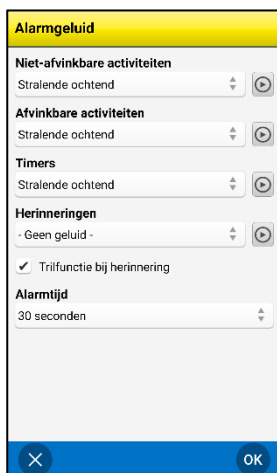 Alarmgeluid
Niet-afvinkbare activiteiten
Stralende ochtend
Afvinkbare activiteiten
Stralende ochtend
Timers
Stralende ochtend
Herinneringen
- Geen geluid -
Trilfunctie bij herinnering
Alarmtijd
30 seconden
OK